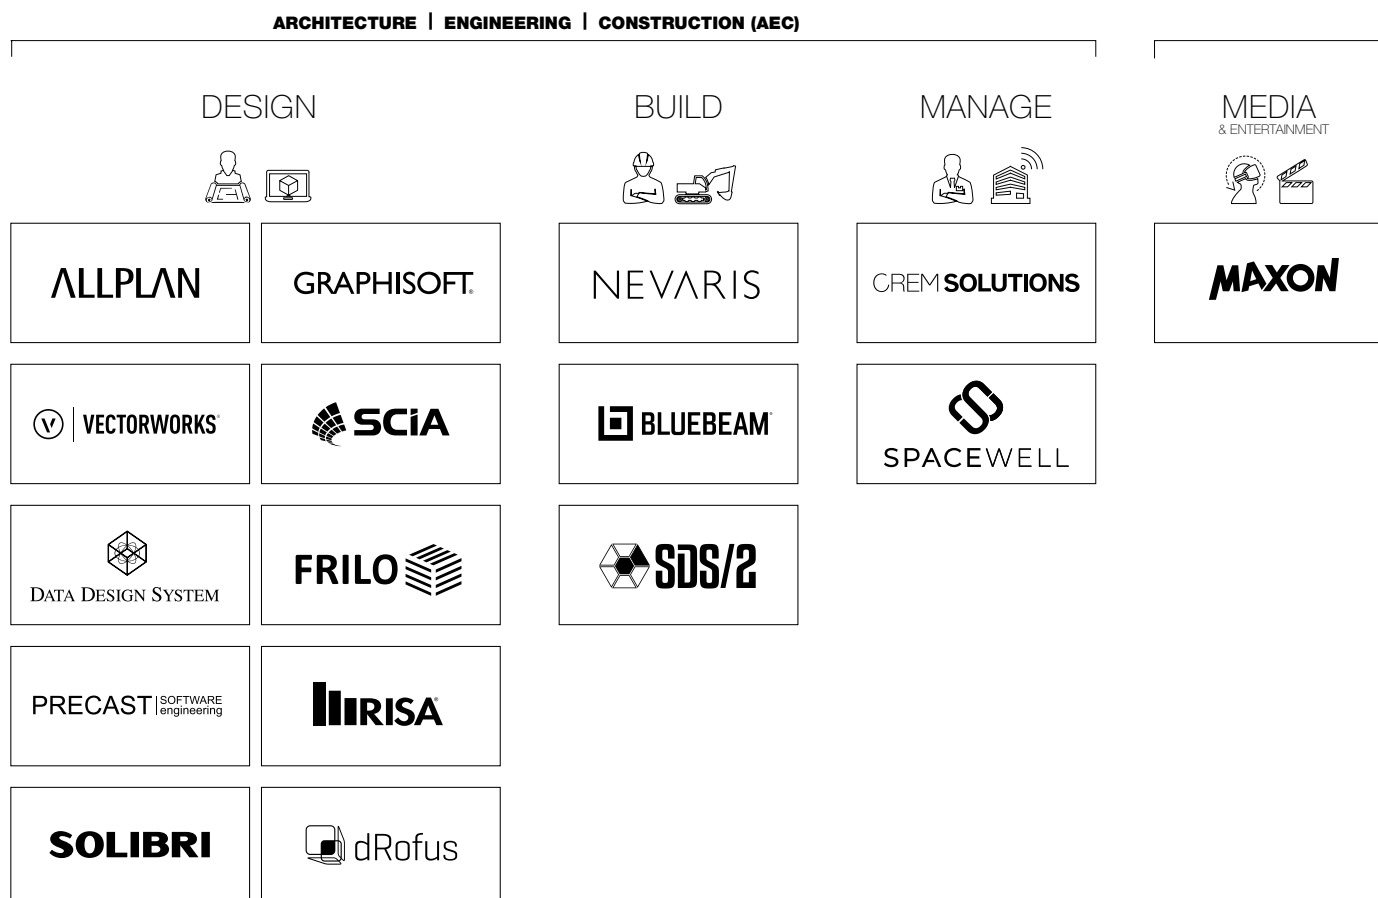 ARCHITECTURE | ENGINEERING | CONSTRUCTION (AEC)
DESIGN
BUILD
MANAGE
MEDIA
& ENTERTAINMENT
ALLPLAN
GRAPHISOFT®
NEVARIS
CREM SOLUTIONS
MAXON
V | VECTORWORKS®
SCiA
BLUEBEAM®
SPACEWELL
DATA DESIGN SYSTEM
FRILO
SDS/2
PRECAST | SOFTWARE
engineering
RISA®
SOLIBRI
dRofus